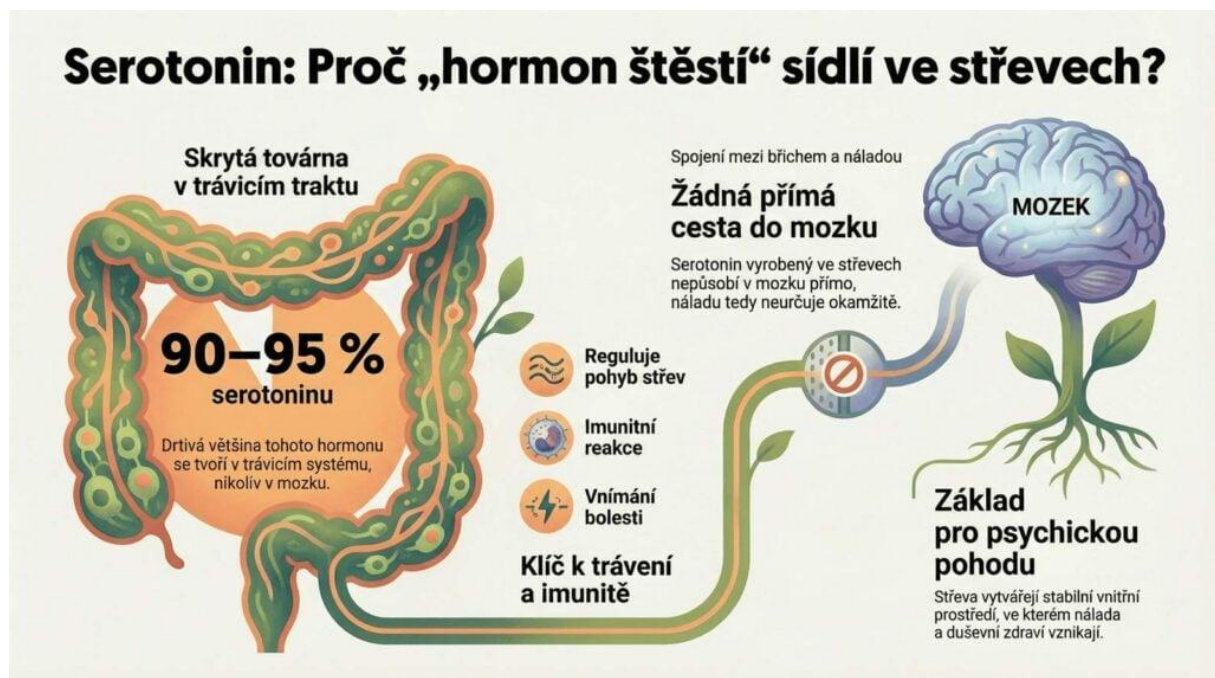 Serotonin: Proč „hormon štěstí“ sídlí ve střevech?
Skrytá továrna
v trávicím traktu
90–95 %
serotoninu
Drtivá většina tohoto hormonu
se tvoří v trávicím systému,
nikoliv v mozku.
Reguluje
pohyb střev
Imunitní
reakce
Vnímání
bolesti
Klíč k trávení
a imunitě
Spojení mezi břichem a náladou
Žádná přímá
cesta do mozku
Serotonin vyrobený ve střevech
nepůsobí v mozku přímo,
náladu tedy neurčuje okamžitě.
MOZEK
Základ
pro psychickou
pohodu
Střeva vytvářejí stabilní vnitřní
prostředí, ve kterém nálada
a duševní zdraví vznikají.